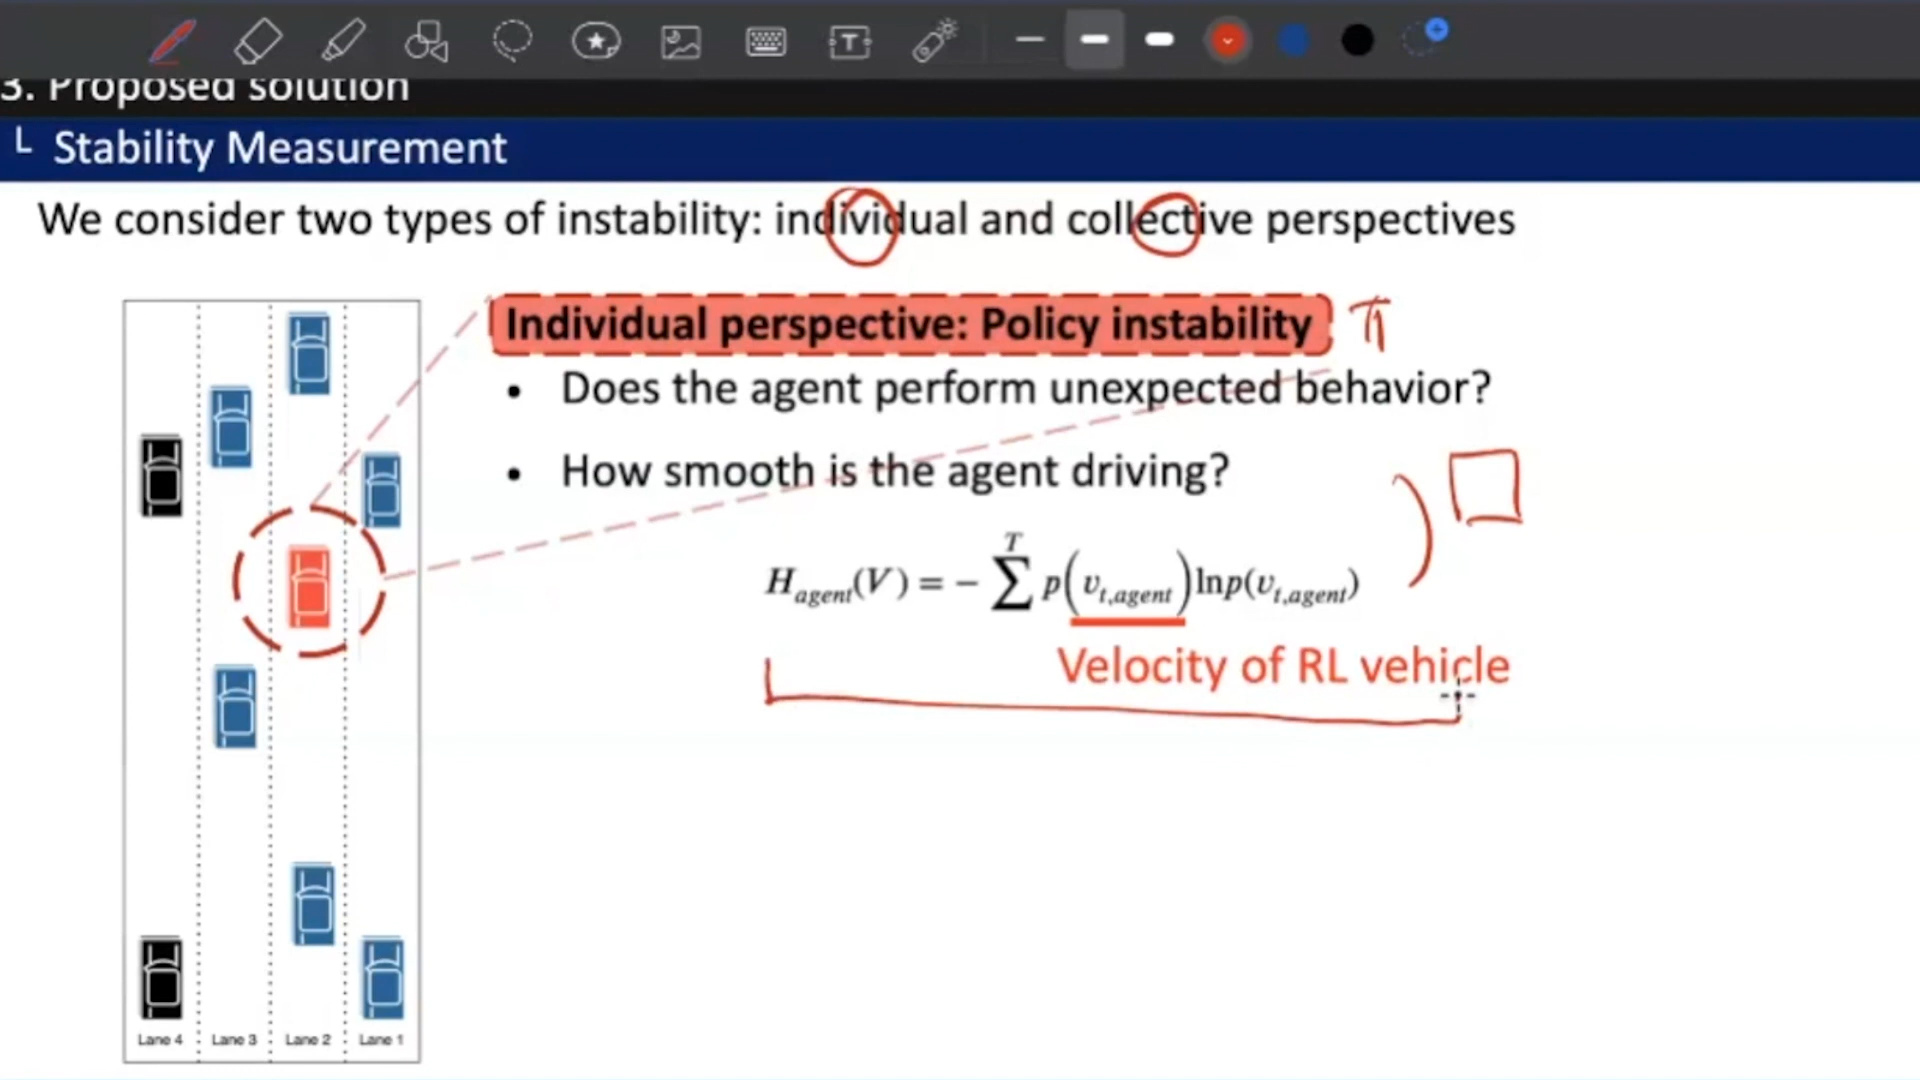 3. Proposed solution
└ Stability Measurement
We consider two types of instability: individual and collective perspectives
Individual perspective: Policy instability π
• Does the agent perform unexpected behavior?
• How smooth is the agent driving?
H_agent(V) = − ∑^T p(v_t,agent) ln p(v_t,agent)
Velocity of RL vehicle
Lane 4 Lane 3 Lane 2 Lane 1